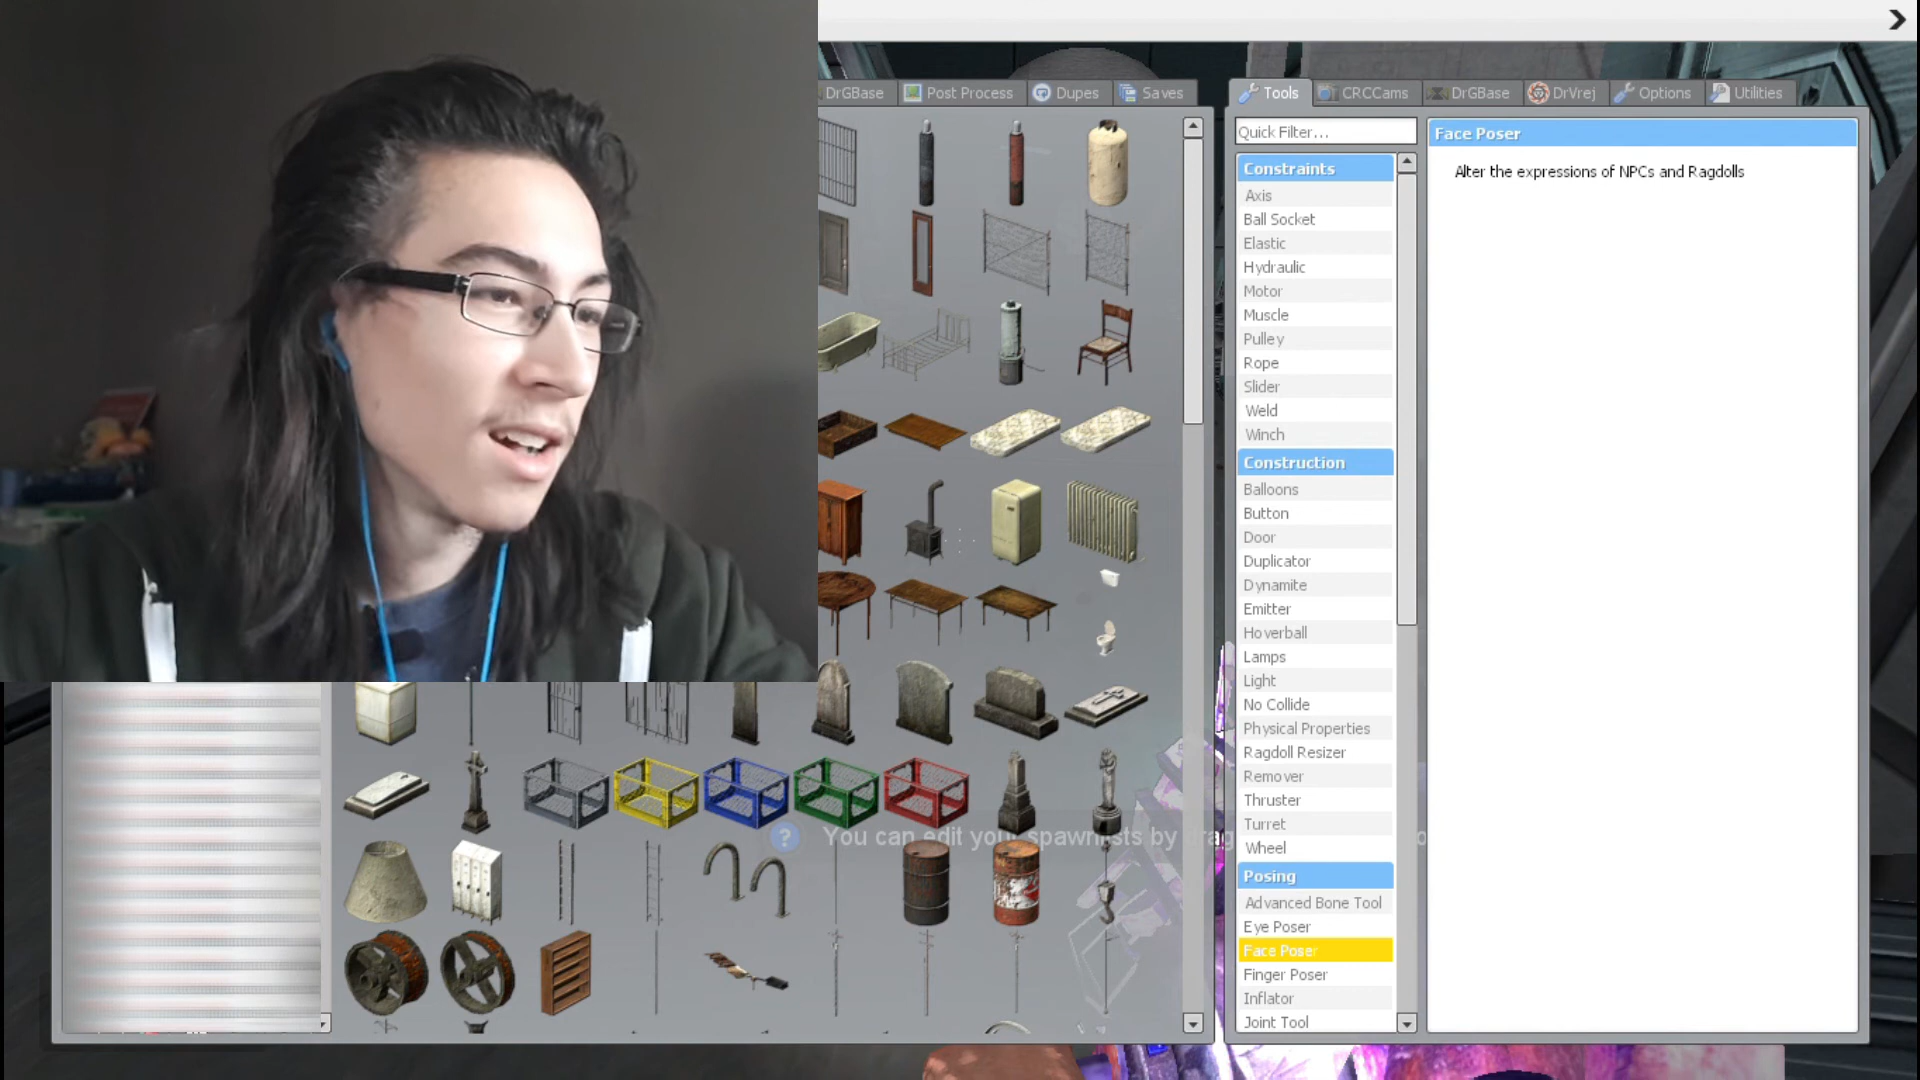 DrGBase
Post Process
Dupes
Saves
Tools
CRCCams
DrGBase
DrVrej
Options
Utilities
Quick Filter...
Face Poser
Alter the expressions of NPCs and Ragdolls
Constraints
Axis
Ball Socket
Elastic
Hydraulic
Motor
Muscle
Pulley
Rope
Slider
Weld
Winch
Construction
Balloons
Button
Door
Duplicator
Dynamite
Emitter
Hoverball
Lamps
Light
No Collide
Physical Properties
Ragdoll Resizer
Remover
Thruster
Turret
Wheel
Posing
Advanced Bone Tool
Eye Poser
Face Poser
Finger Poser
Inflator
Joint Tool
? You can edit your spawnlists by